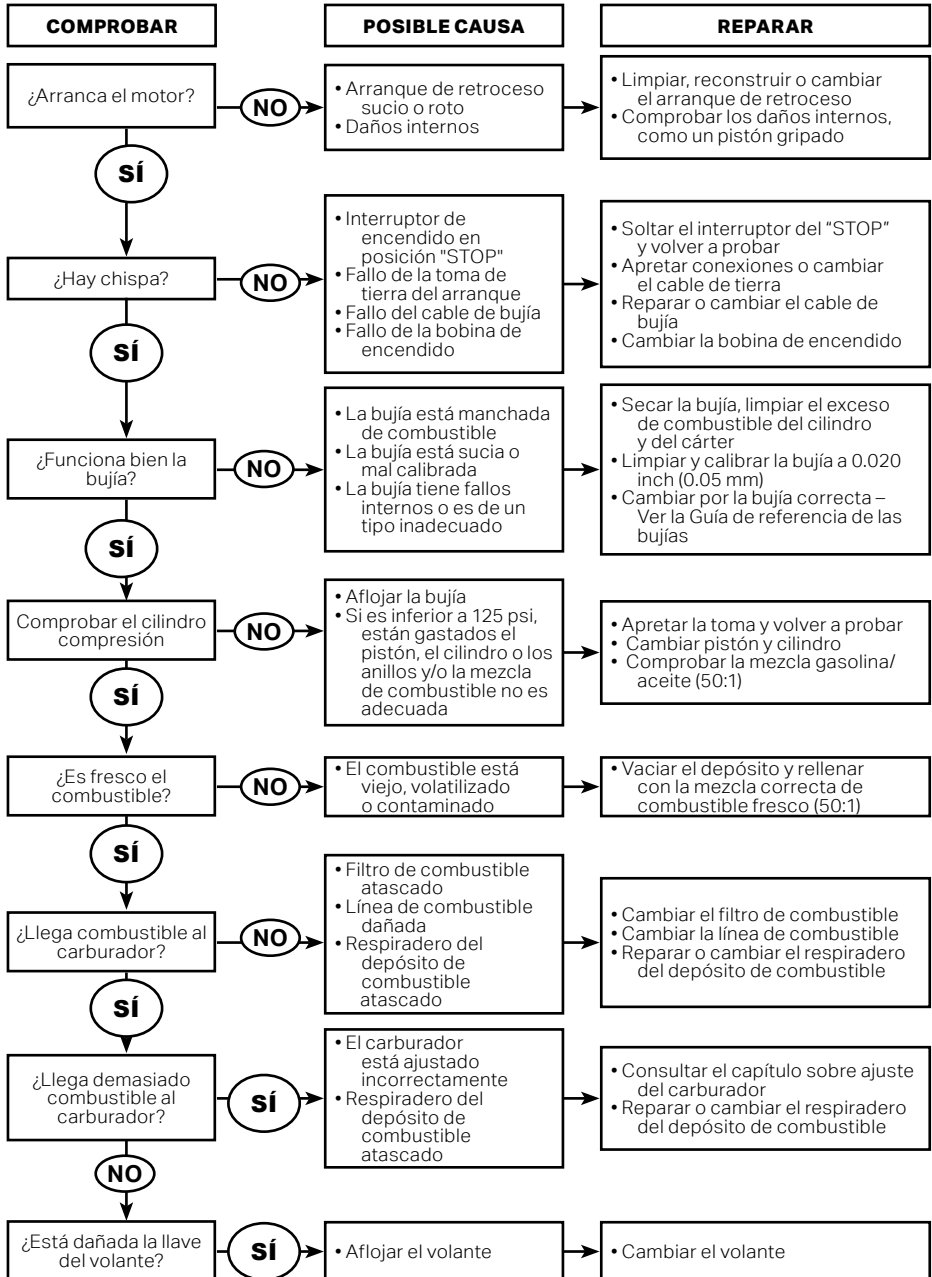 COMPROBAR
POSIBLE CAUSA
REPARAR
¿Arranca el motor?
NO
• Arranque de retroceso
sucio o roto
• Daños internos
• Limpiar, reconstruir o cambiar
el arranque de retroceso
• Comprobar los daños internos,
como un pistón gripado
SÍ
¿Hay chispa?
NO
• Interruptor de
encendido en
posición "STOP"
• Fallo de la toma de
tierra del arranque
• Fallo del cable de bujía
• Fallo de la bobina de
encendido
• Soltar el interruptor del "STOP"
y volver a probar
• Apretar conexiones o cambiar
el cable de tierra
• Reparar o cambiar el cable de
bujía
• Cambiar la bobina de encendido
SÍ
¿Funciona bien la
bujía?
NO
• La bujía está manchada
de combustible
• La bujía está sucia o
mal calibrada
• La bujía tiene fallos
internos o es de un
tipo inadecuado
• Secar la bujía, limpiar el exceso
de combustible del cilindro
y del cárter
• Limpiar y calibrar la bujía a 0.020
inch (0.05 mm)
• Cambiar por la bujía correcta –
Ver la Guía de referencia de las
bujías
SÍ
Comprobar el cilindro
compresión
NO
• Aflojar la bujía
• Si es inferior a 125 psi,
están gastados el
pistón, el cilindro o los
anillos y/o la mezcla
de combustible no es
adecuada
• Apretar la toma y volver a probar
• Cambiar pistón y cilindro
• Comprobar la mezcla gasolina/
aceite (50:1)
SÍ
¿Es fresco el
combustible?
NO
• El combustible está
viejo, volatilizado
o contaminado
• Vaciar el depósito y rellenar
con la mezcla correcta de
combustible fresco (50:1)
SÍ
¿Llega combustible al
carburador?
NO
• Filtro de combustible
atascado
• Línea de combustible
dañada
• Respiradero del
depósito de
combustible
atascado
• Cambiar el filtro de combustible
• Cambiar la línea de combustible
• Reparar o cambiar el respiradero
del depósito de combustible
SÍ
¿Llega demasiado
combustible al
carburador?
SÍ
• El carburador
está ajustado
incorrectamente
• Respiradero del
depósito de
combustible
atascado
• Consultar el capítulo sobre ajuste
del carburador
• Reparar o cambiar el respiradero
del depósito de combustible
NO
¿Está dañada la llave
del volante?
SÍ
• Aflojar el volante
• Cambiar el volante